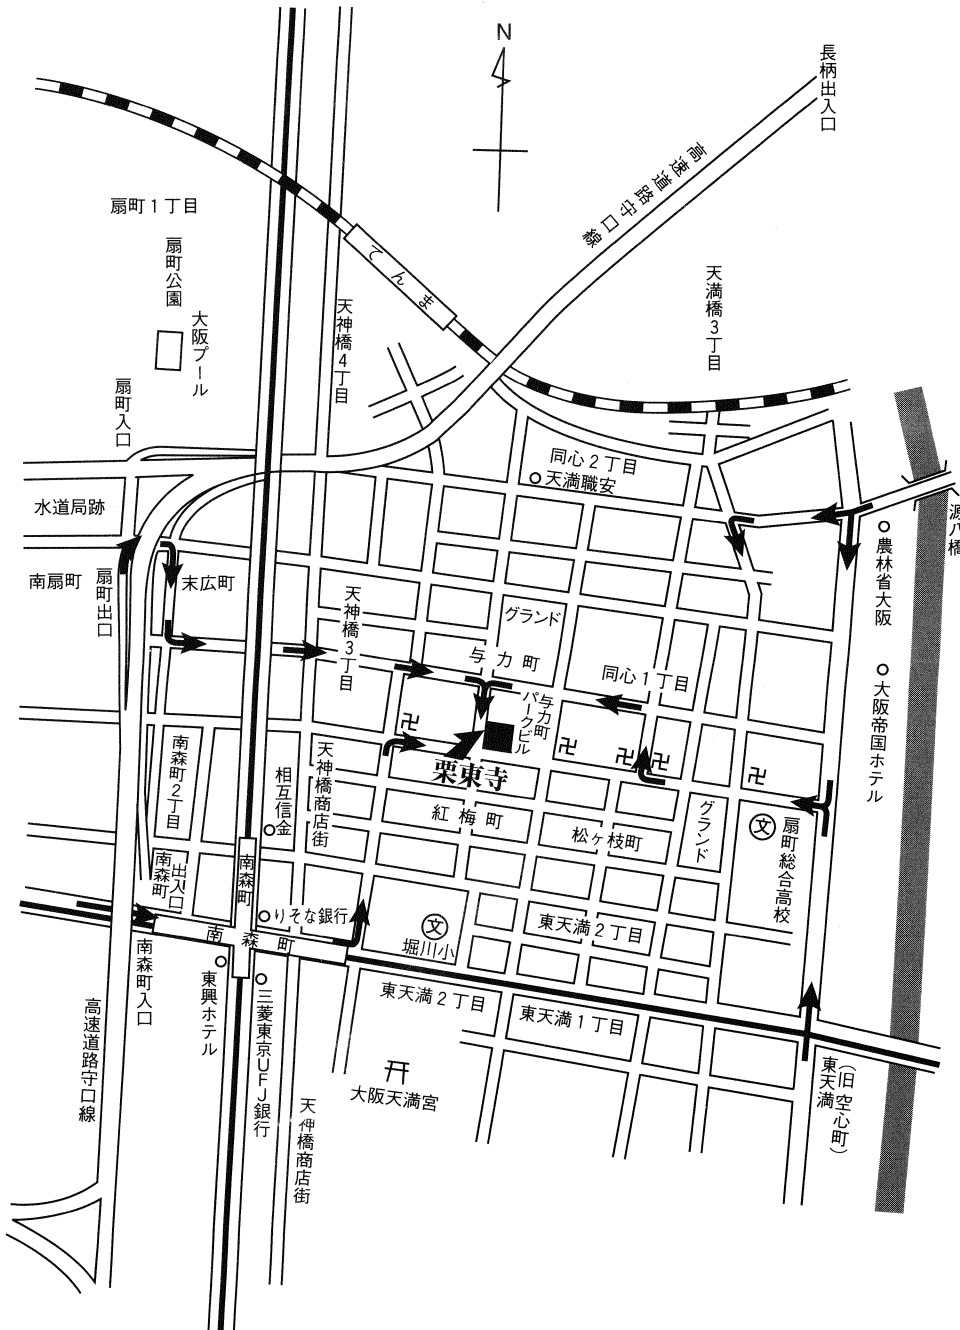 N
長柄出入口
高速道路守口線
扇町1丁目
扇町公園
大阪プール
てんま
天神橋4丁目
天満橋3丁目
扇町入口
同心2丁目
天満職安
水道局跡
源八橋
農林省大阪
南扇町
扇町出口
末広町
天神橋3丁目
グランド
与力町
同心1丁目
大阪帝国ホテル
与力町
パークビル
卍
卍
卍
卍
卍
栗東寺
南森町2丁目
相互信金
天神橋商店街
紅梅町
松ヶ枝町
グランド
文
扇町総合高校
南森町
出入口
南森町
りそな銀行
南森町
文
堀川小
東天満2丁目
南森町入口
東興ホテル
三菱東京UFJ銀行
東天満2丁目
東天満1丁目
高速道路守口線
大阪天満宮
天神橋商店街
東天満
(旧空心町)